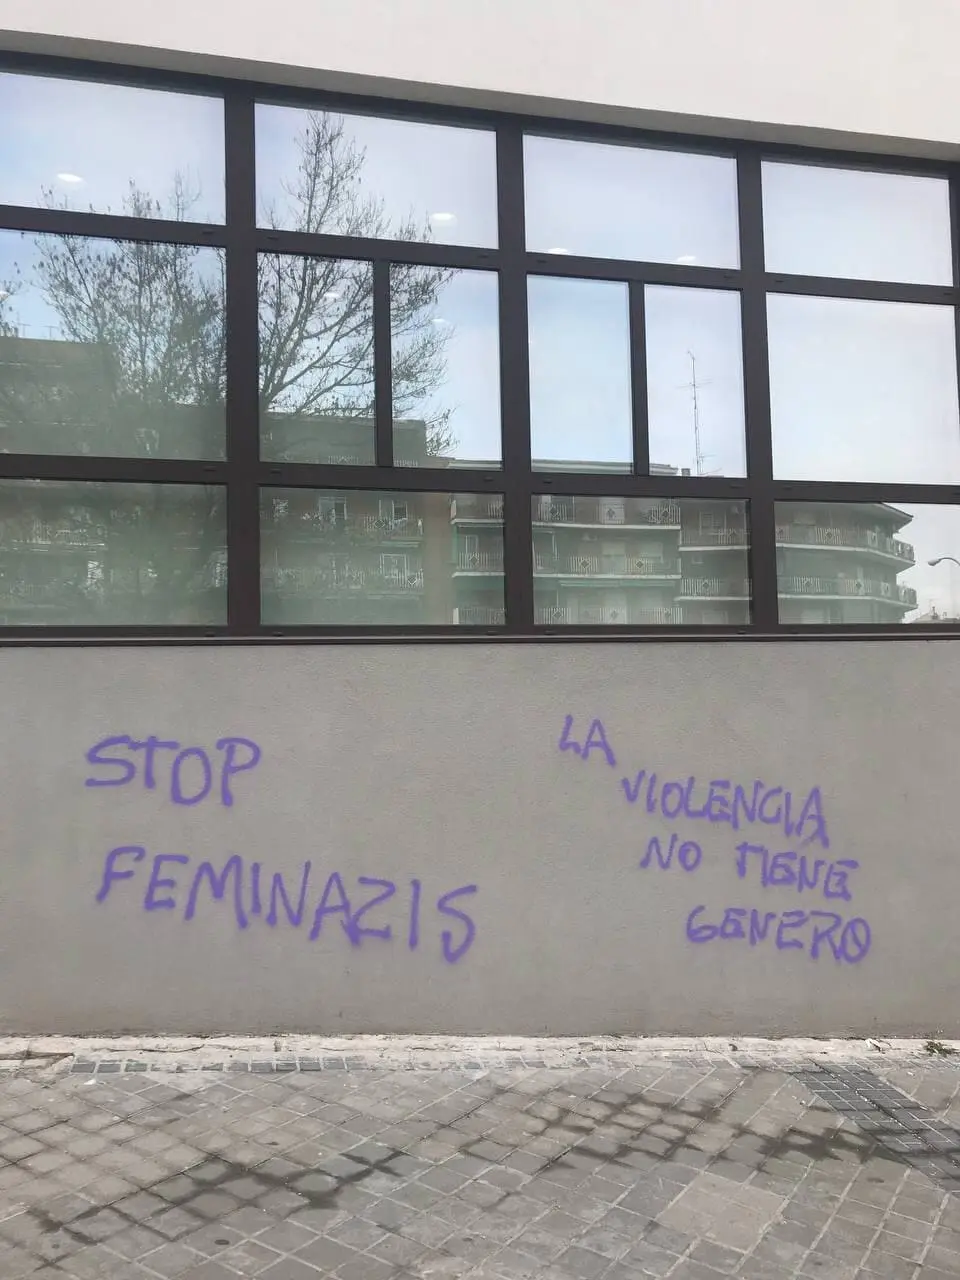 STOP
FEMINAZIS
LA
VIOLENCIA
NO TIENE
GENERO